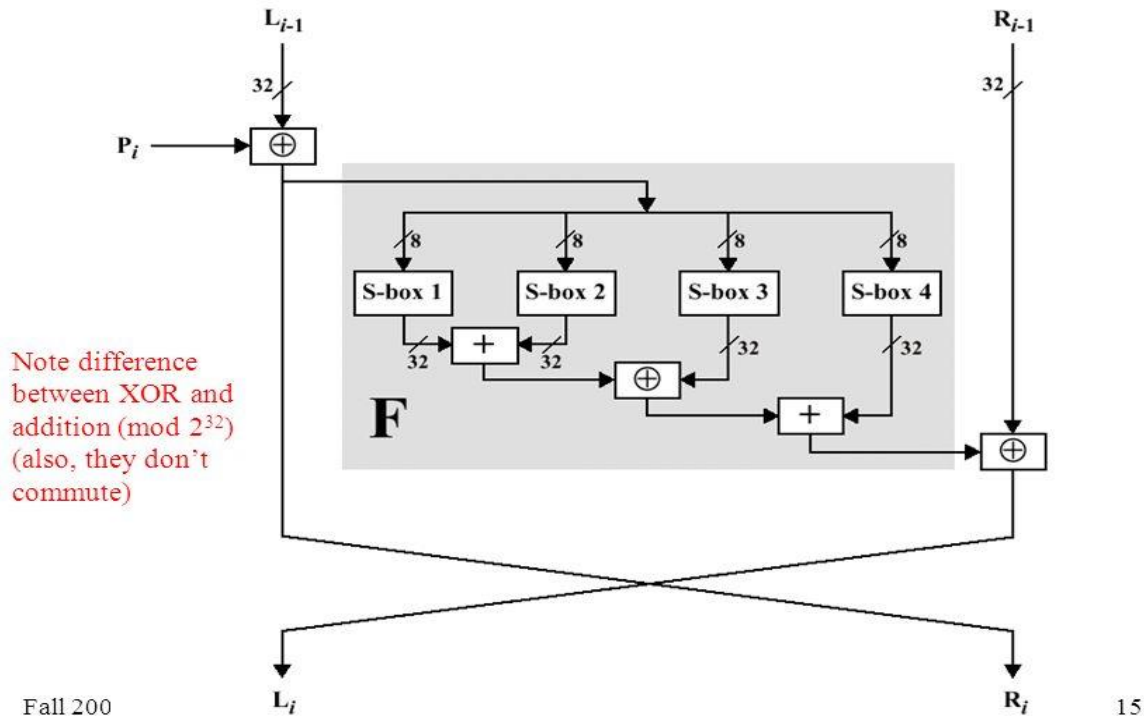 Lᵢ₋₁ Rᵢ₋₁
32 32
Pᵢ ⊕
8 8 8 8
S-box 1 S-box 2 S-box 3 S-box 4
32 + 32 32 32
⊕
+
F
⊕
Note difference
between XOR and
addition (mod 2³²)
(also, they don’t
commute)
Lᵢ Rᵢ
Fall 200 15